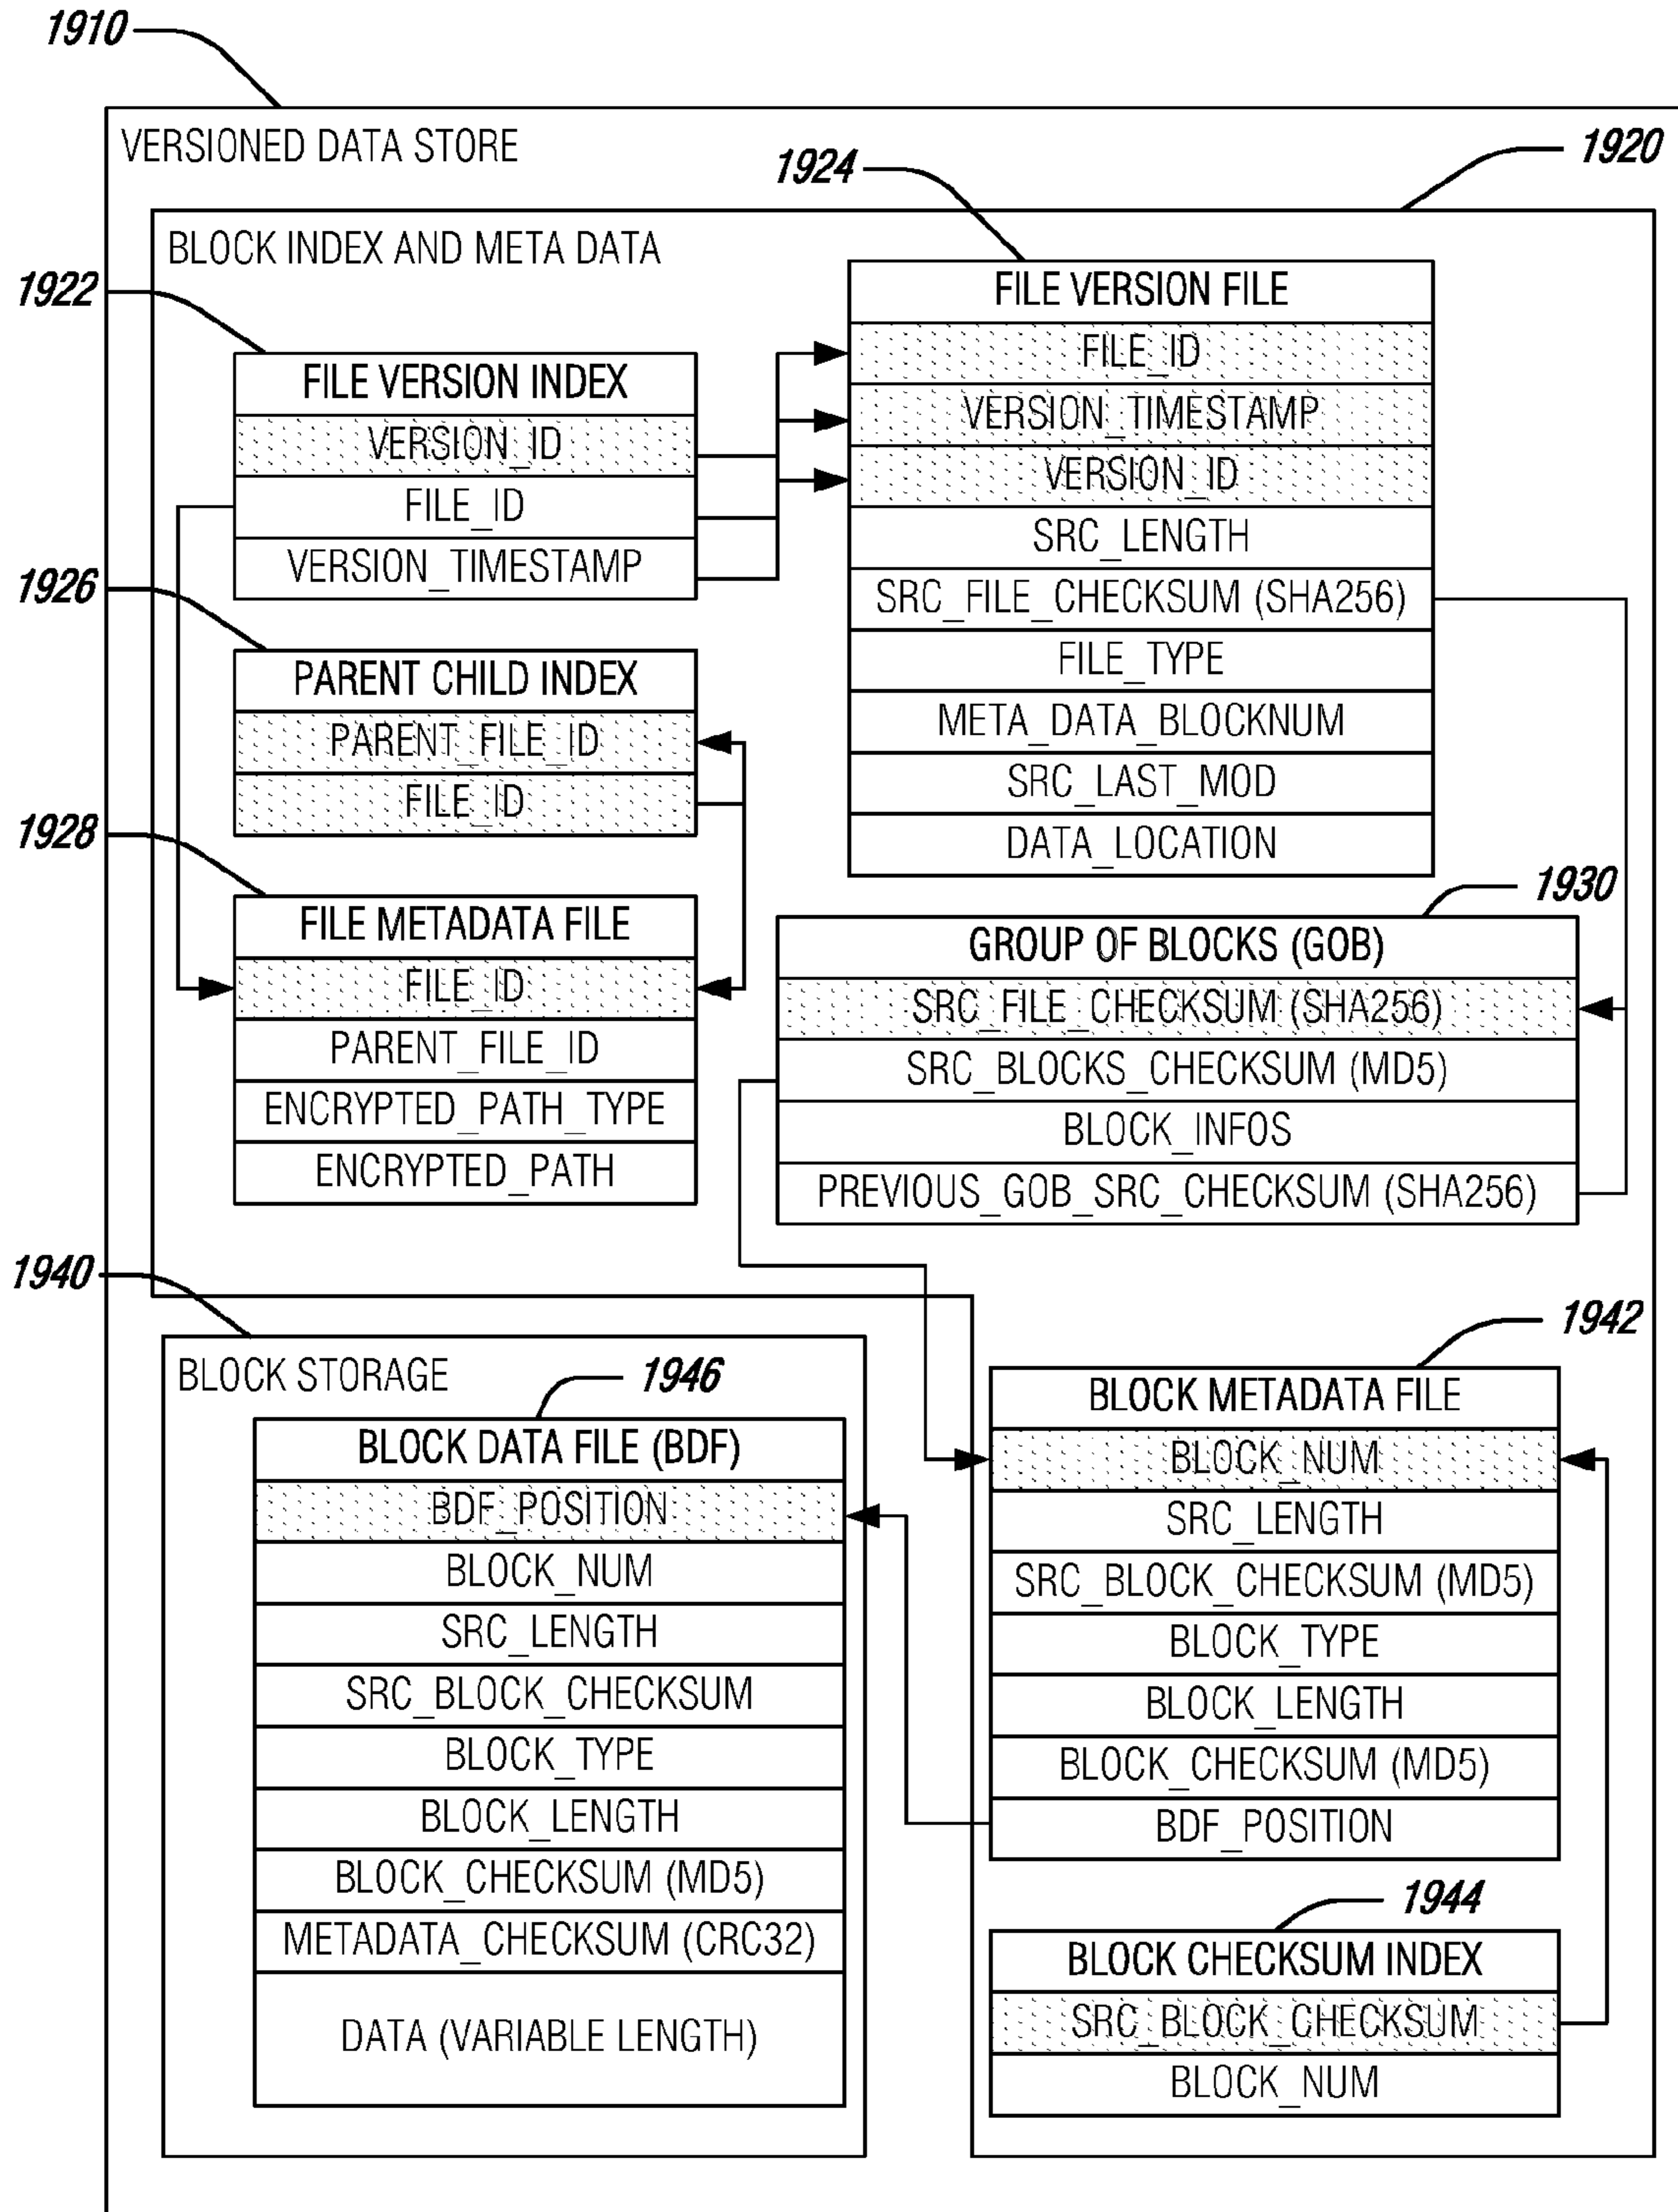 1910
VERSIONED DATA STORE
1920
1924
BLOCK INDEX AND META DATA
1922
FILE VERSION INDEX
VERSION_ID
FILE_ID
VERSION_TIMESTAMP
FILE VERSION FILE
FILE_ID
VERSION_TIMESTAMP
VERSION_ID
SRC_LENGTH
SRC_FILE_CHECKSUM (SHA256)
FILE_TYPE
META_DATA_BLOCKNUM
SRC_LAST_MOD
DATA_LOCATION
1926
PARENT CHILD INDEX
PARENT_FILE_ID
FILE_ID
1928
FILE METADATA FILE
FILE_ID
PARENT_FILE_ID
ENCRYPTED_PATH_TYPE
ENCRYPTED_PATH
1930
GROUP OF BLOCKS (GOB)
SRC_FILE_CHECKSUM (SHA256)
SRC_BLOCKS_CHECKSUM (MD5)
BLOCK_INFOS
PREVIOUS_GOB_SRC_CHECKSUM (SHA256)
1940
BLOCK STORAGE
1946
BLOCK DATA FILE (BDF)
BDF_POSITION
BLOCK_NUM
SRC_LENGTH
SRC_BLOCK_CHECKSUM
BLOCK_TYPE
BLOCK_LENGTH
BLOCK_CHECKSUM (MD5)
METADATA_CHECKSUM (CRC32)
DATA (VARIABLE LENGTH)
1942
BLOCK METADATA FILE
BLOCK_NUM
SRC_LENGTH
SRC_BLOCK_CHECKSUM (MD5)
BLOCK_TYPE
BLOCK_LENGTH
BLOCK_CHECKSUM (MD5)
BDF_POSITION
1944
BLOCK CHECKSUM INDEX
SRC_BLOCK_CHECKSUM
BLOCK_NUM